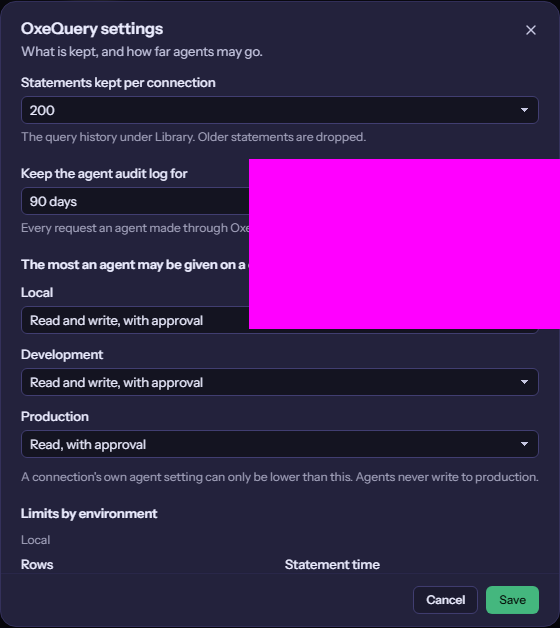 OxeQuery settings
What is kept, and how far agents may go.
Statements kept per connection
200
The query history under Library. Older statements are dropped.
Keep the agent audit log for
90 days
Every request an agent made through
The most an agent may be given on a
Local
Read and write, with approval
Development
Read and write, with approval
Production
Read, with approval
A connection's own agent setting can only be lower than this. Agents never write to production.
Limits by environment
Local
Rows
Statement time
Cancel
Save